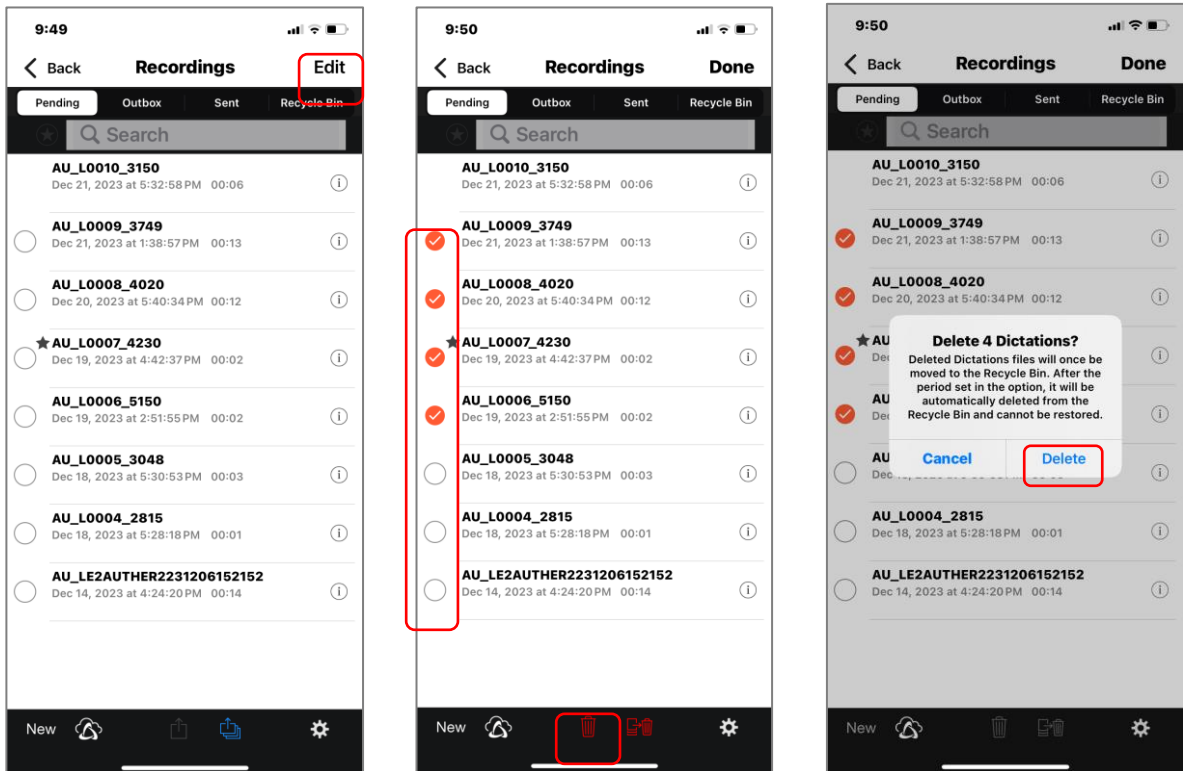 9:49
Back Recordings Edit
Pending Outbox Sent Recycle Bin
Search
AU_L0010_3150
Dec 21, 2023 at 5:32:58 PM 00:06
AU_L0009_3749
Dec 21, 2023 at 1:38:57 PM 00:13
AU_L0008_4020
Dec 20, 2023 at 5:40:34 PM 00:12
AU_L0007_4230
Dec 19, 2023 at 4:42:37 PM 00:02
AU_L0006_5150
Dec 19, 2023 at 2:51:55 PM 00:02
AU_L0005_3048
Dec 18, 2023 at 5:30:53 PM 00:03
AU_L0004_2815
Dec 18, 2023 at 5:28:18 PM 00:01
AU_LE2AUTHER2231206152152
Dec 14, 2023 at 4:24:20 PM 00:14
New
9:50
Back Recordings Done
Pending Outbox Sent Recycle Bin
Search
AU_L0010_3150
Dec 21, 2023 at 5:32:58 PM 00:06
AU_L0009_3749
Dec 21, 2023 at 1:38:57 PM 00:13
AU_L0008_4020
Dec 20, 2023 at 5:40:34 PM 00:12
AU_L0007_4230
Dec 19, 2023 at 4:42:37 PM 00:02
AU_L0006_5150
Dec 19, 2023 at 2:51:55 PM 00:02
AU_L0005_3048
Dec 18, 2023 at 5:30:53 PM 00:03
AU_L0004_2815
Dec 18, 2023 at 5:28:18 PM 00:01
AU_LE2AUTHER2231206152152
Dec 14, 2023 at 4:24:20 PM 00:14
New
9:50
Back Recordings Done
Pending Outbox Sent Recycle Bin
Search
AU_L0010_3150
Dec 21, 2023 at 5:32:58 PM 00:06
AU_L0009_3749
Dec 21, 2023 at 1:38:57 PM 00:13
AU_L0008_4020
Dec 20, 2023 at 5:40:34 PM 00:12
AU
Dec
AU
Dec
AU
Delete 4 Dictations?
Deleted Dictations files will once be
moved to the Recycle Bin. After the
period set in the option, it will be
automatically deleted from the
Recycle Bin and cannot be restored.
Cancel Delete
AU_L0004_2815
Dec 18, 2023 at 5:28:18 PM 00:01
AU_LE2AUTHER2231206152152
Dec 14, 2023 at 4:24:20 PM 00:14
New